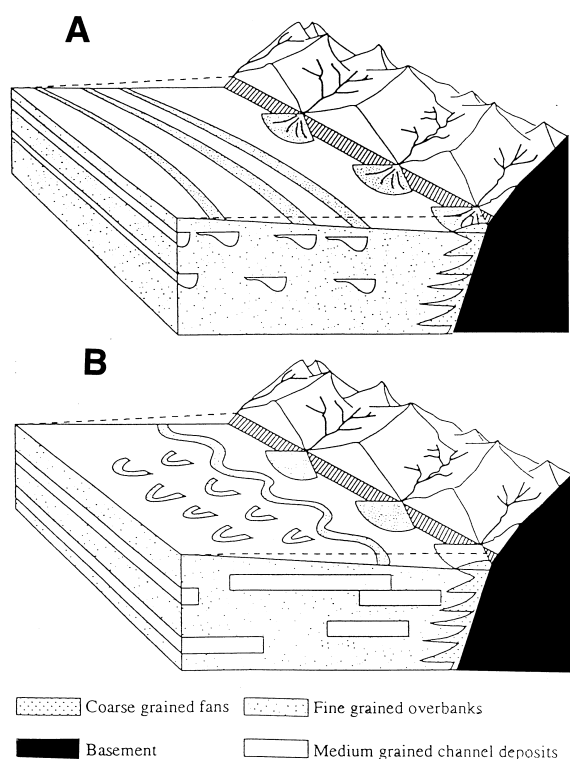 A
B
Coarse grained fans
Fine grained overbanks
Basement
Medium grained channel deposits